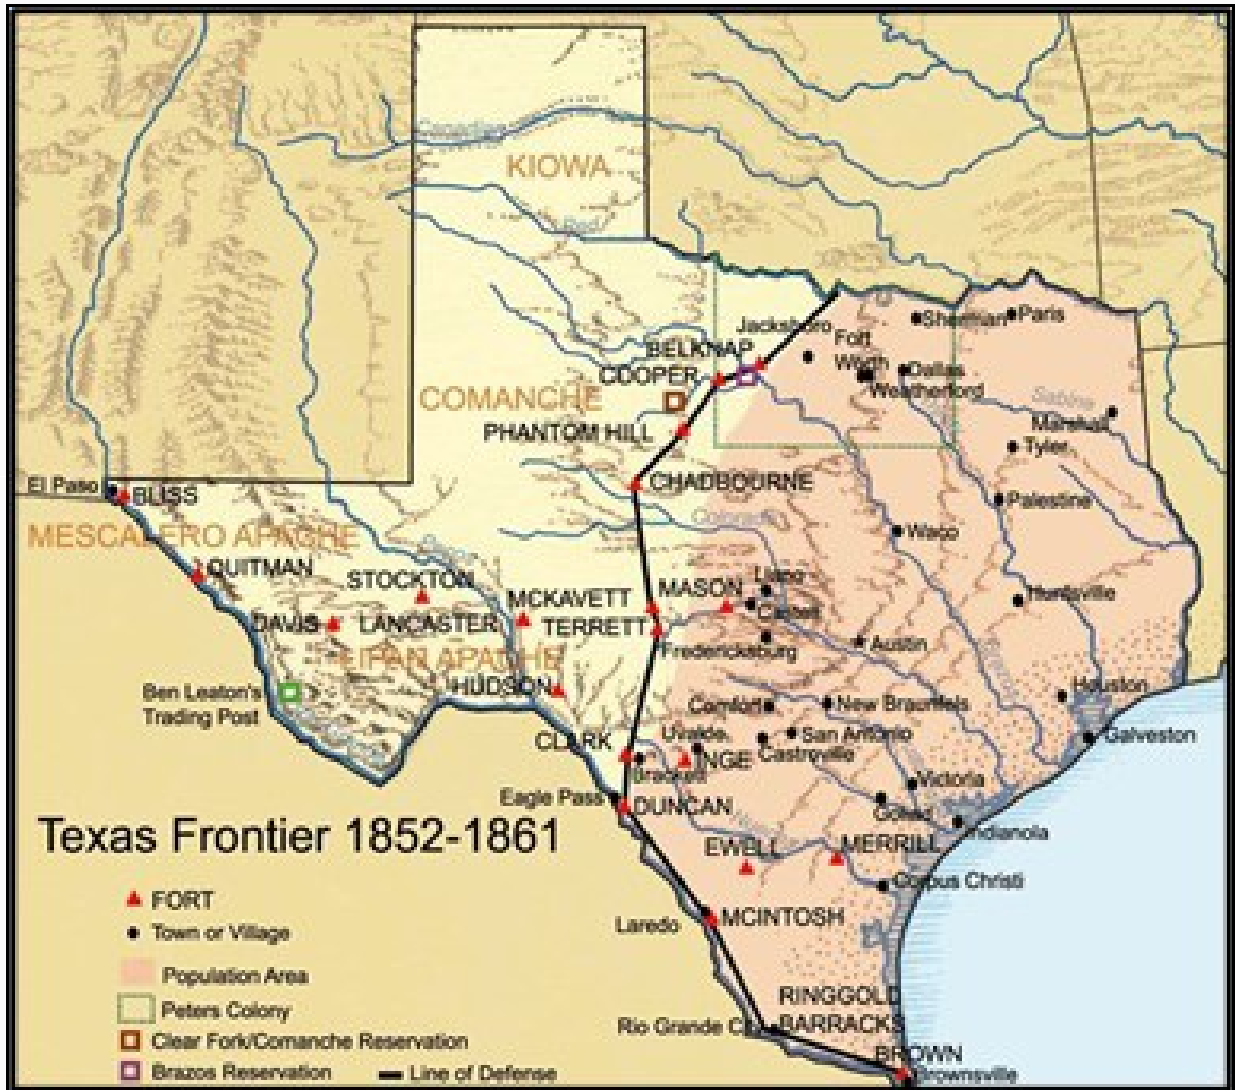 Canadian
KIOWA
Red
Jacksboro
Sherman
Paris
Fort
Worth
BELKNAP
Dallas
COOPER
Weatherford
COMANCHE
Sabine
Marshall
PHANTOM HILL
Tyler
CHADBOURNE
El Paso
BLISS
Palestine
Colorado
Waco
MESCALERO APACHE
Pecos
QUITMAN
STOCKTON
Llano
MCKAVETT
MASON
Huntsville
Castell
DAVIS
LANCASTER
TERRETT
Austin
Fredericksburg
LIPAN APACHE
Brazos
HUDSON
Ben Leaton's
Trading Post
Houston
Comfort
New Braunfels
Uvalde
San Antonio
Galveston
CLARK
Castroville
INGE
Brackett
Victoria
Eagle Pass
DUNCAN
Goliad
Indianola
Texas Frontier 1852-1861
EWELL
MERRILL
Corpus Christi
FORT
MCINTOSH
Laredo
Town or Village
Population Area
RINGGOLD
BARRACKS
Peters Colony
Rio Grande C
Clear Fork/Comanche Reservation
BROWN
Brazos Reservation
Line of Defense
Brownsville